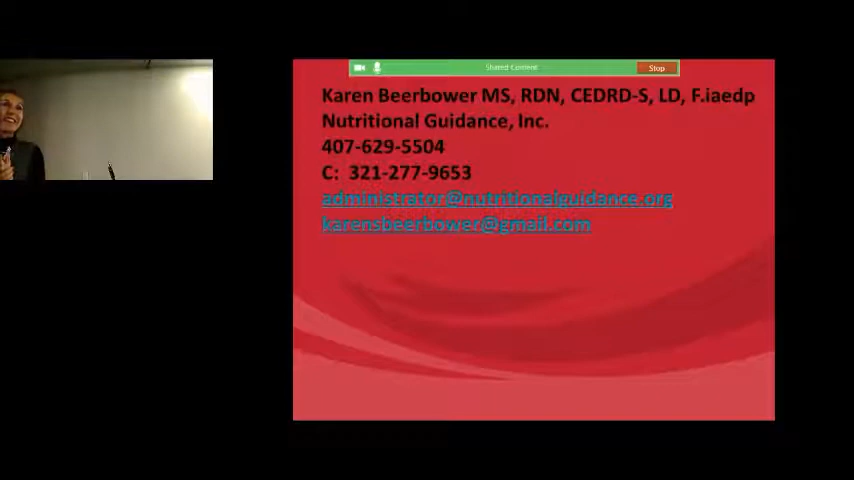 Shared Content
Stop
Karen Beerbower MS, RDN, CEDRD-S, LD, F.iaedp
Nutritional Guidance, Inc.
407-629-5504
C: 321-277-9653
administrator@nutritionalguidance.org
karensbeerbower@gmail.com